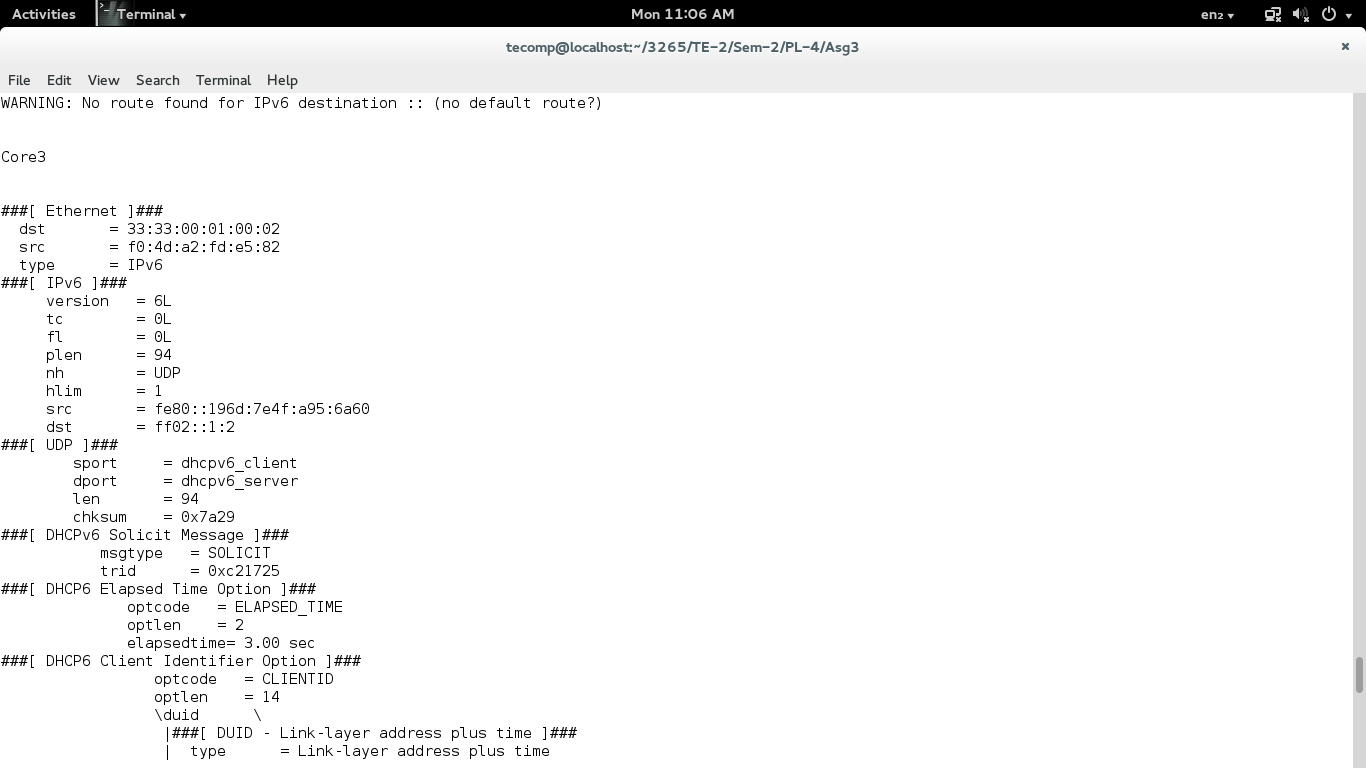 Activities Terminal Mon 11:06 AM en₂
tecomp@localhost:~/3265/TE-2/Sem-2/PL-4/Asg3 ×
File Edit View Search Terminal Help
WARNING: No route found for IPv6 destination :: (no default route?)
Core3
###[ Ethernet ]###
dst = 33:33:00:01:00:02
src = f0:4d:a2:fd:e5:82
type = IPv6
###[ IPv6 ]###
version = 6L
tc = 0L
fl = 0L
plen = 94
nh = UDP
hlim = 1
src = fe80::196d:7e4f:a95:6a60
dst = ff02::1:2
###[ UDP ]###
sport = dhcpv6_client
dport = dhcpv6_server
len = 94
chksum = 0x7a29
###[ DHCPv6 Solicit Message ]###
msgtype = SOLICIT
trid = 0xc21725
###[ DHCP6 Elapsed Time Option ]###
optcode = ELAPSED_TIME
optlen = 2
elapsedtime= 3.00 sec
###[ DHCP6 Client Identifier Option ]###
optcode = CLIENTID
optlen = 14
\duid \
|###[ DUID - Link-layer address plus time ]###
| type = Link-layer address plus time